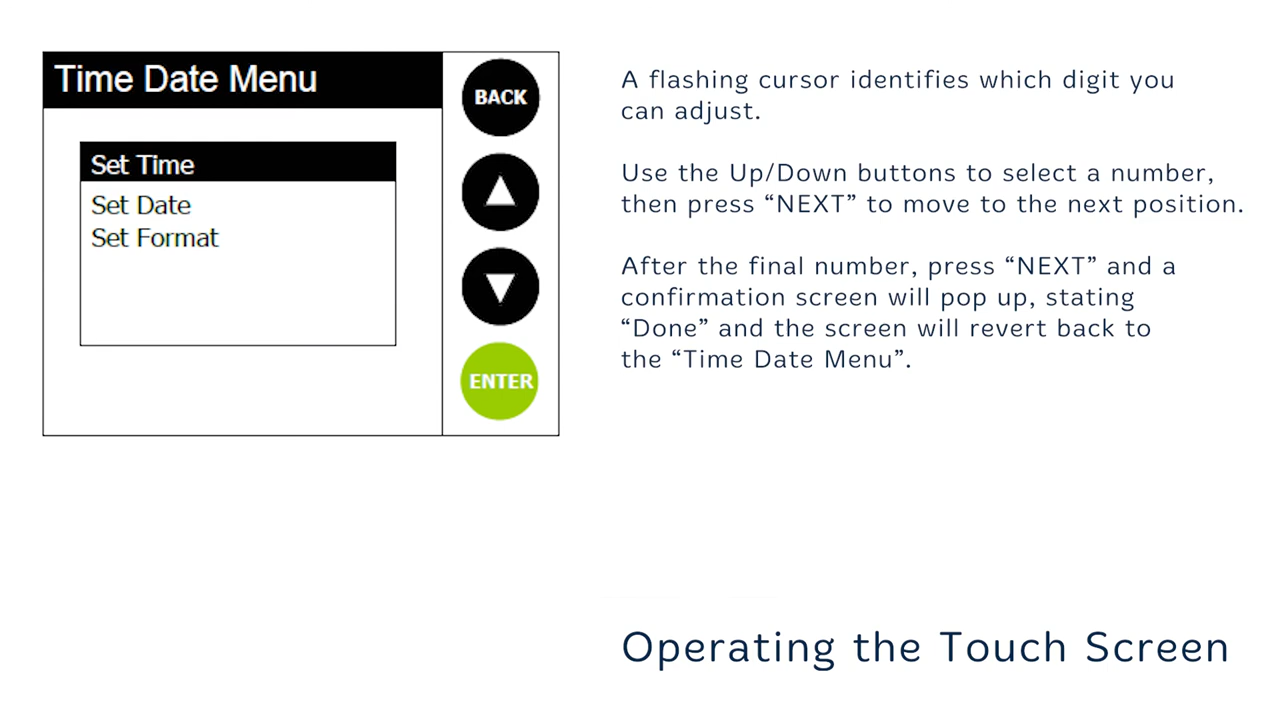 Time Date Menu
BACK
Set Time
Set Date
Set Format
ENTER
A flashing cursor identifies which digit you
can adjust.
Use the Up/Down buttons to select a number,
then press “NEXT” to move to the next position.
After the final number, press “NEXT” and a
confirmation screen will pop up, stating
“Done” and the screen will revert back to
the “Time Date Menu”.
Operating the Touch Screen